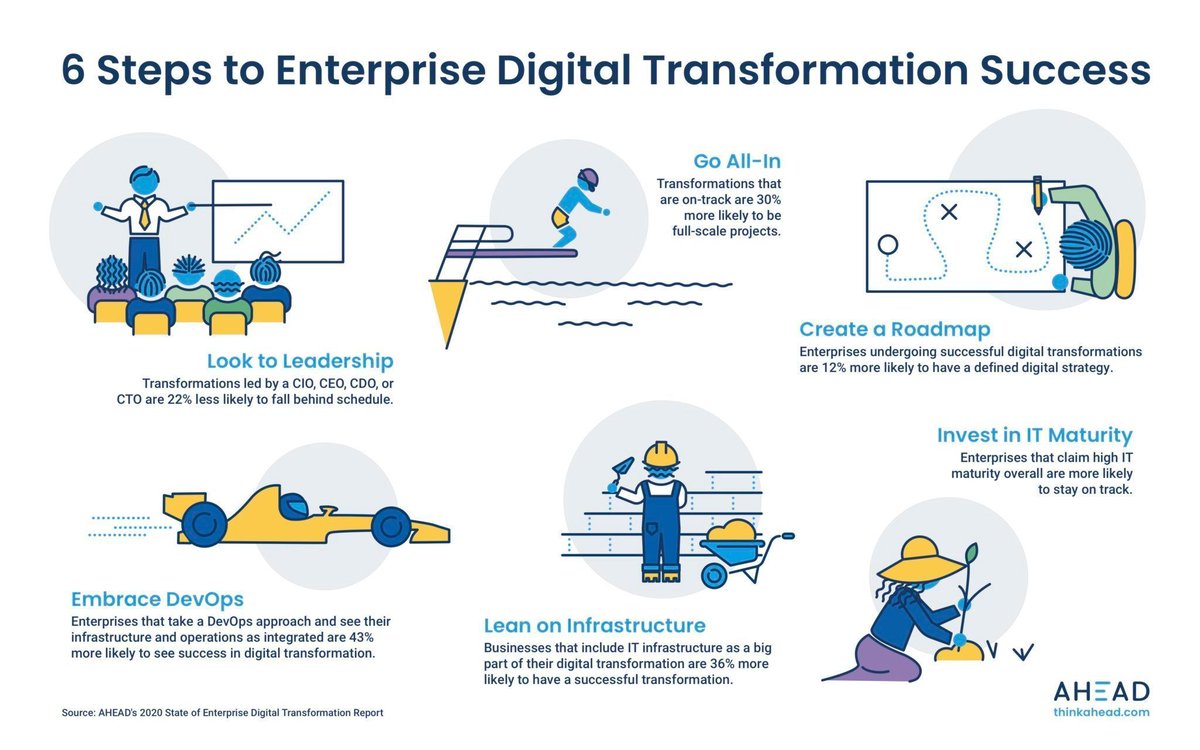 6 Steps to Enterprise Digital Transformation Success
Look to Leadership
Transformations led by a CIO, CEO, CDO, or
CTO are 22% less likely to fall behind schedule.
Go All-In
Transformations that
are on-track are 30%
more likely to be
full-scale projects.
Create a Roadmap
Enterprises undergoing successful digital transformations
are 12% more likely to have a defined digital strategy.
Embrace DevOps
Enterprises that take a DevOps approach and see their
infrastructure and operations as integrated are 43%
more likely to see success in digital transformation.
Lean on Infrastructure
Businesses that include IT infrastructure as a big
part of their digital transformation are 36% more
likely to have a successful transformation.
Invest in IT Maturity
Enterprises that claim high IT
maturity overall are more likely
to stay on track.
Source: AHEAD's 2020 State of Enterprise Digital Transformation Report
AHEAD
thinkahead.com